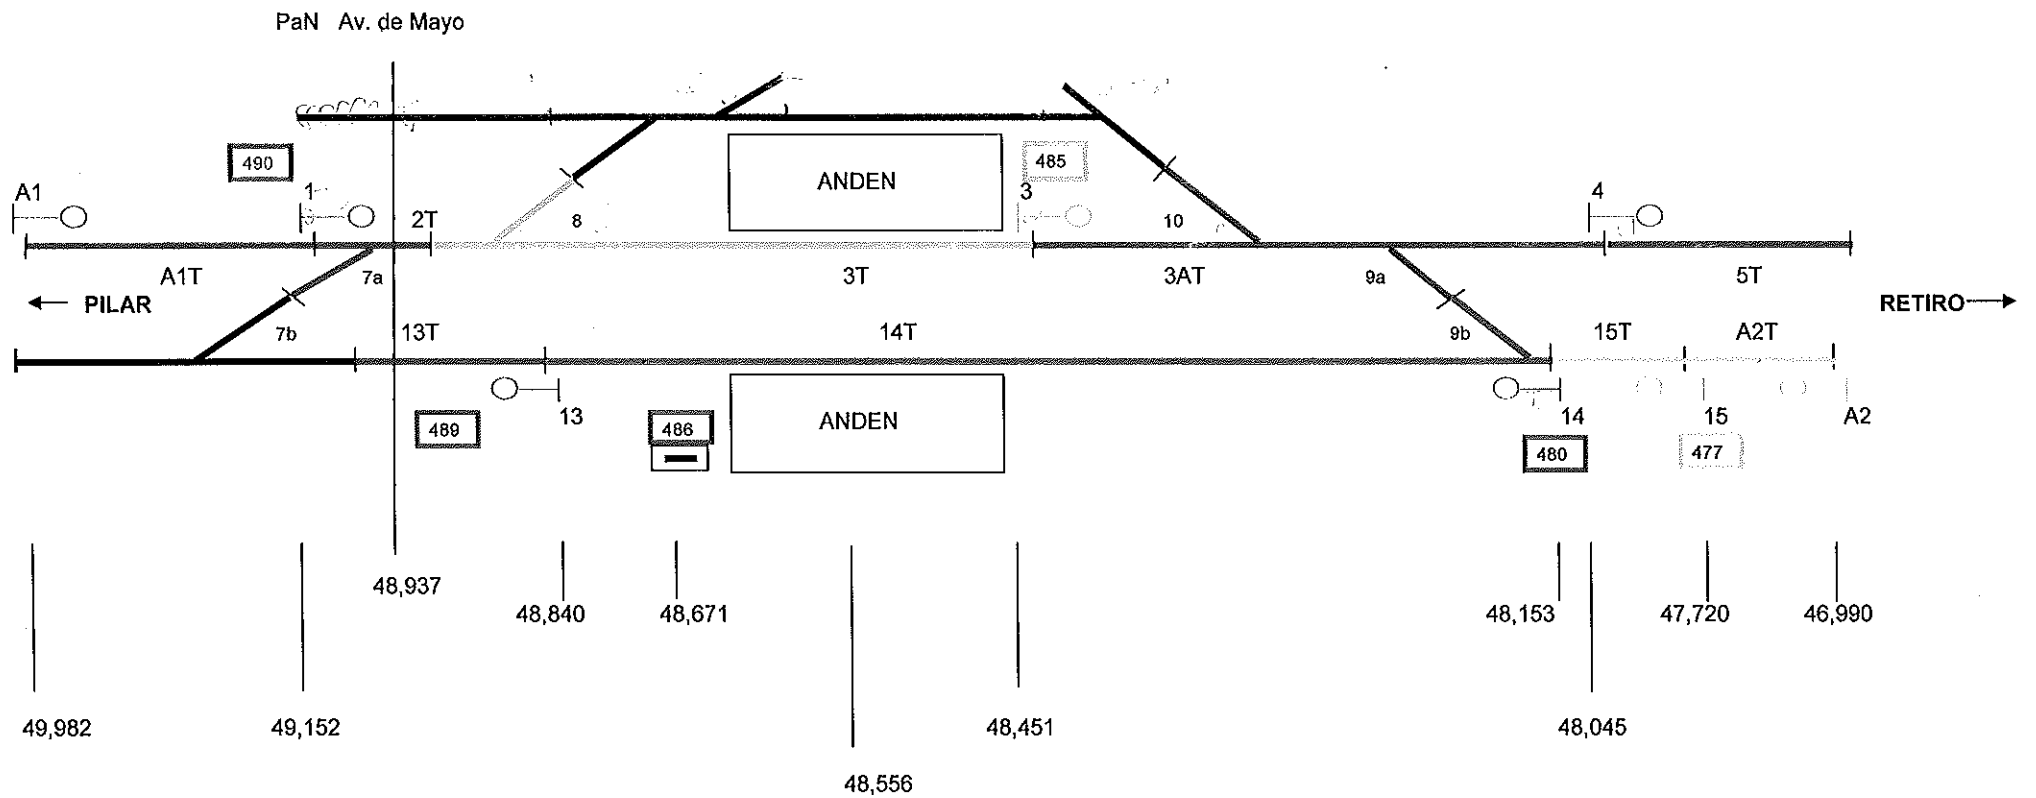 PaN Av. de Mayo
490
ANDEN
485
A1
1
2T
8
3
10
4
A1T
7a
3T
3AT
9a
5T
← PILAR
RETIRO →
7b
13T
14T
9b
15T
A2T
13
14
15
A2
489
486
ANDEN
480
477
48,937
48,840
48,671
48,153
47,720
46,990
49,982
49,152
48,451
48,045
48,556